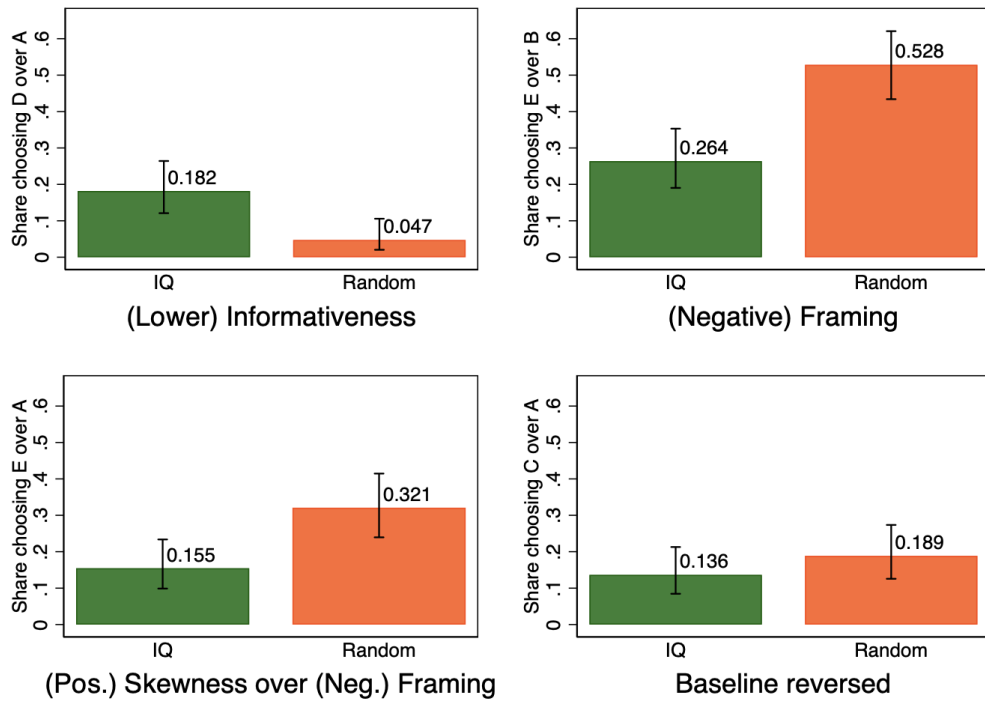 Share choosing D over A
0 .1 .2 .3 .4 .5 .6
0.182
0.047
IQ Random
(Lower) Informativeness
Share choosing E over B
0 .1 .2 .3 .4 .5 .6
0.264
0.528
IQ Random
(Negative) Framing
Share choosing E over A
0 .1 .2 .3 .4 .5 .6
0.155
0.321
IQ Random
(Pos.) Skewness over (Neg.) Framing
Share choosing C over A
0 .1 .2 .3 .4 .5 .6
0.136
0.189
IQ Random
Baseline reversed